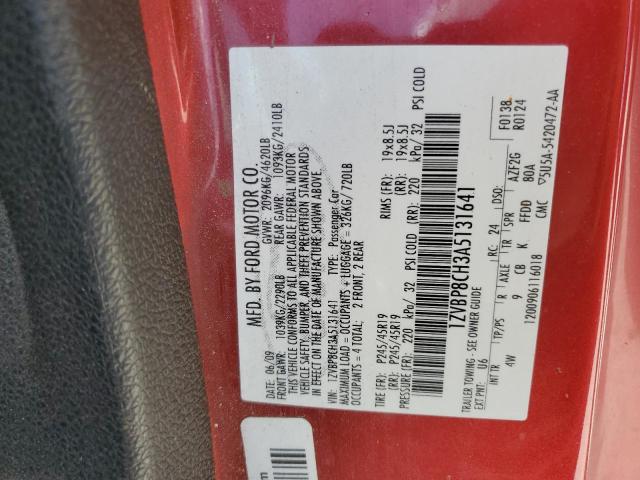 MFD. BY FORD MOTOR CO.
DATE: 06/09 GVWR: 2096KG/4620LB
FRONT GAWR: 1039KG/2290LB REAR GAWR: 1093KG/2410LB
THIS VEHICLE CONFORMS TO ALL APPLICABLE FEDERAL MOTOR
VEHICLE SAFETY, BUMPER, AND THEFT PREVENTION STANDARDS
IN EFFECT ON THE DATE OF MANUFACTURE SHOWN ABOVE.
VIN: 1ZVBP8CH3A5131641 TYPE: Passenger Car
MAXIMUM LOAD = OCCUPANTS + LUGGAGE = 326KG/ 720LB
OCCUPANTS = 4 TOTAL: 2 FRONT, 2 REAR
TIRE (FR): P245/45R19 RIMS (FR): 19x8.5J
(RR): P245/45R19 (RR): 19x8.5J
PRESSURE (FR): 220 kPa/ 32 PSI COLD (RR): 220 kPa/ 32 PSI COLD
1ZVBP8CH3A5131641
TRAILER TOWING - SEE OWNER GUIDE
EXT PNT: U6 RC: 24 DSO: F0138
R0124
INT TR TP/PS R AXLE TR SPR AZF2G
4W 9 CB K FFDD 80A
1200906116018 CMC ▽5U5A-5420472-AA